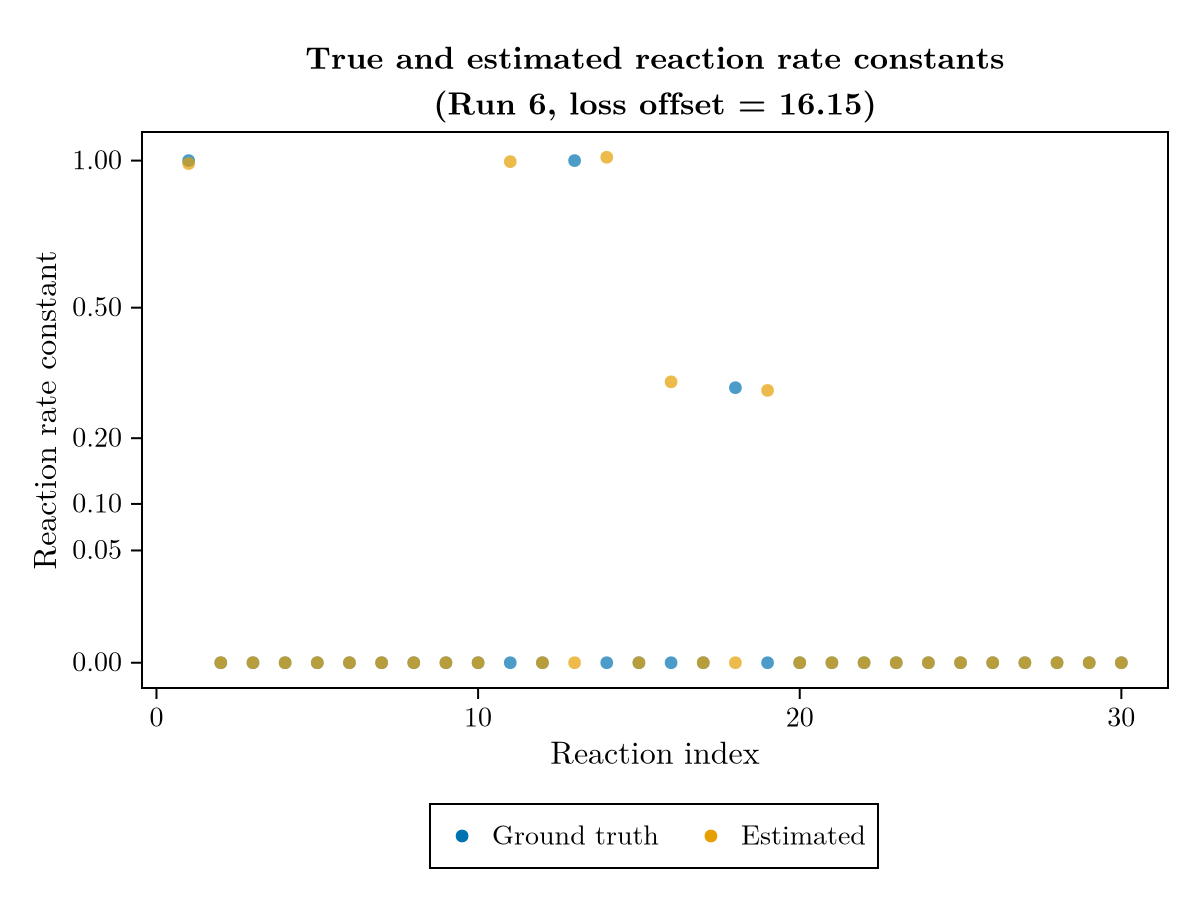 True and estimated reaction rate constants
(Run 6, loss offset = 16.15)
Reaction rate constant
1.00
0.50
0.20
0.10
0.05
0.00
0 10 20 30
Reaction index
Ground truth Estimated